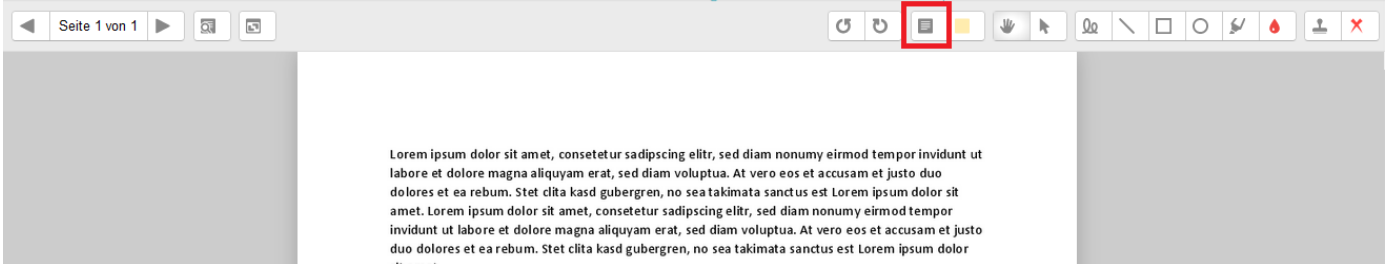 Seite 1 von 1
Lorem ipsum dolor sit amet, consetetur sadipscing elitr, sed diam nonumy eirmod tempor invidunt ut
labore et dolore magna aliquyam erat, sed diam voluptua. At vero eos et accusam et justo duo
dolores et ea rebum. Stet clita kasd gubergren, no sea takimata sanctus est Lorem ipsum dolor sit
amet. Lorem ipsum dolor sit amet, consetetur sadipscing elitr, sed diam nonumy eirmod tempor
invidunt ut labore et dolore magna aliquyam erat, sed diam voluptua. At vero eos et accusam et justo
duo dolores et ea rebum. Stet clita kasd gubergren, no sea takimata sanctus est Lorem ipsum dolor